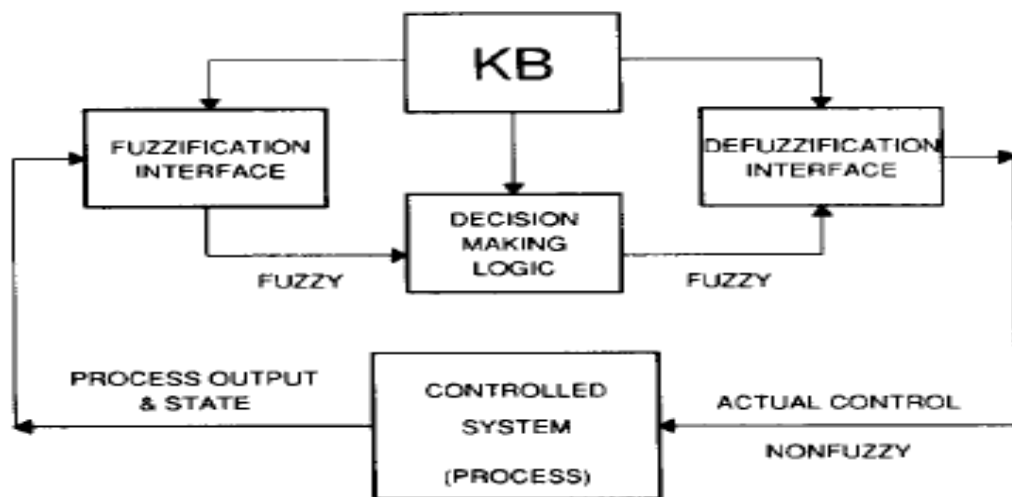 KB
FUZZIFICATION
INTERFACE
DEFUZZIFICATION
INTERFACE
DECISION
MAKING
LOGIC
FUZZY
FUZZY
PROCESS OUTPUT
& STATE
CONTROLLED
SYSTEM
(PROCESS)
ACTUAL CONTROL
NONFUZZY